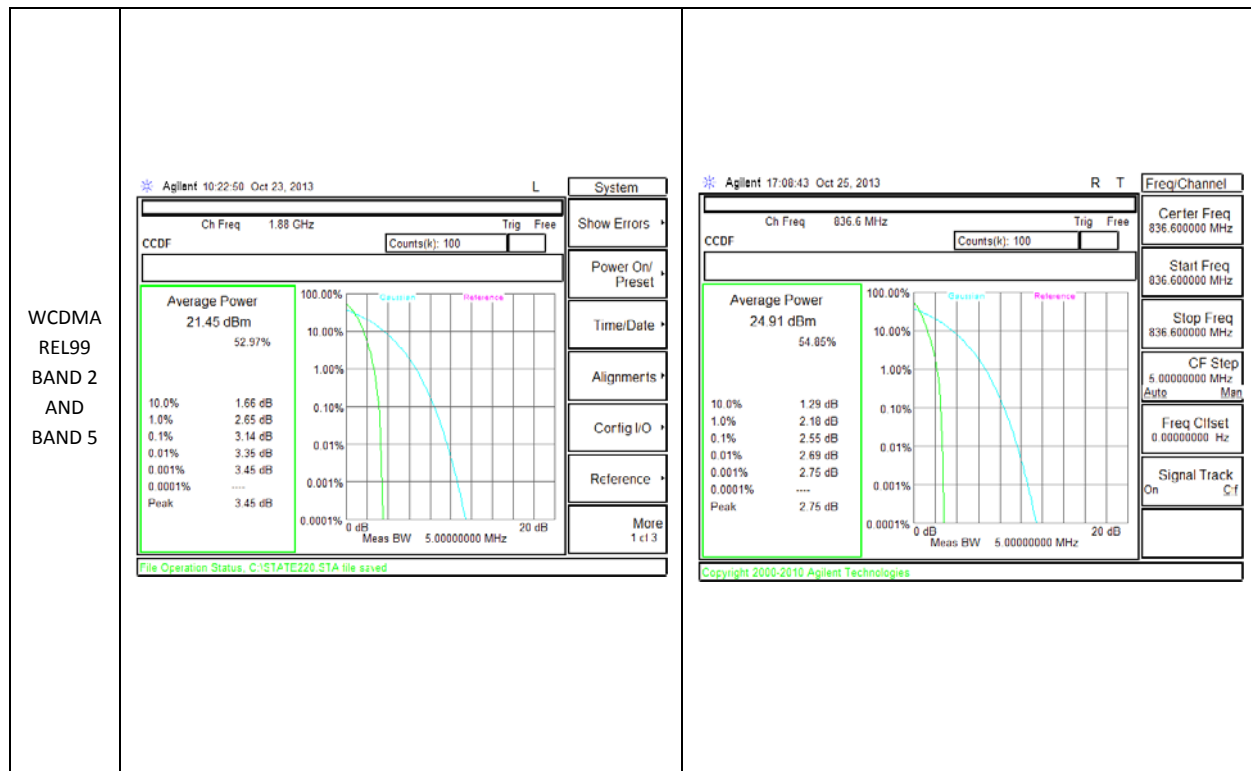 WCDMA
REL99
BAND 2
AND
BAND 5
Agilent 10:22:50 Oct 23, 2013 L
System
Ch Freq 1.88 GHz Trig Free
CCDF Counts(k): 100
Average Power
21.45 dBm
52.97%
10.0% 1.66 dB
1.0% 2.65 dB
0.1% 3.14 dB
0.01% 3.35 dB
0.001% 3.45 dB
0.0001% ----
Peak 3.45 dB
Gaussian Reference
100.00%
10.00%
1.00%
0.10%
0.01%
0.001%
0.0001%
0 dB 20 dB
Meas BW 5.00000000 MHz
Show Errors
Power On/
Preset
Time/Date
Alignments
Config I/O
Reference
More
1 of 3
File Operation Status, C:\STATE220.STA file saved
Agilent 17:08:43 Oct 25, 2013 R T
Freq/Channel
Ch Freq 836.6 MHz Trig Free
CCDF Counts(k): 100
Average Power
24.91 dBm
54.85%
10.0% 1.29 dB
1.0% 2.18 dB
0.1% 2.55 dB
0.01% 2.69 dB
0.001% 2.75 dB
0.0001% ----
Peak 2.75 dB
Gaussian Reference
100.00%
10.00%
1.00%
0.10%
0.01%
0.001%
0.0001%
0 dB 20 dB
Meas BW 5.00000000 MHz
Center Freq
836.600000 MHz
Start Freq
836.600000 MHz
Stop Freq
836.600000 MHz
CF Step
5.00000000 MHz
Auto Man
Freq Offset
0.00000000 Hz
Signal Track
On Off
Copyright 2000-2010 Agilent Technologies